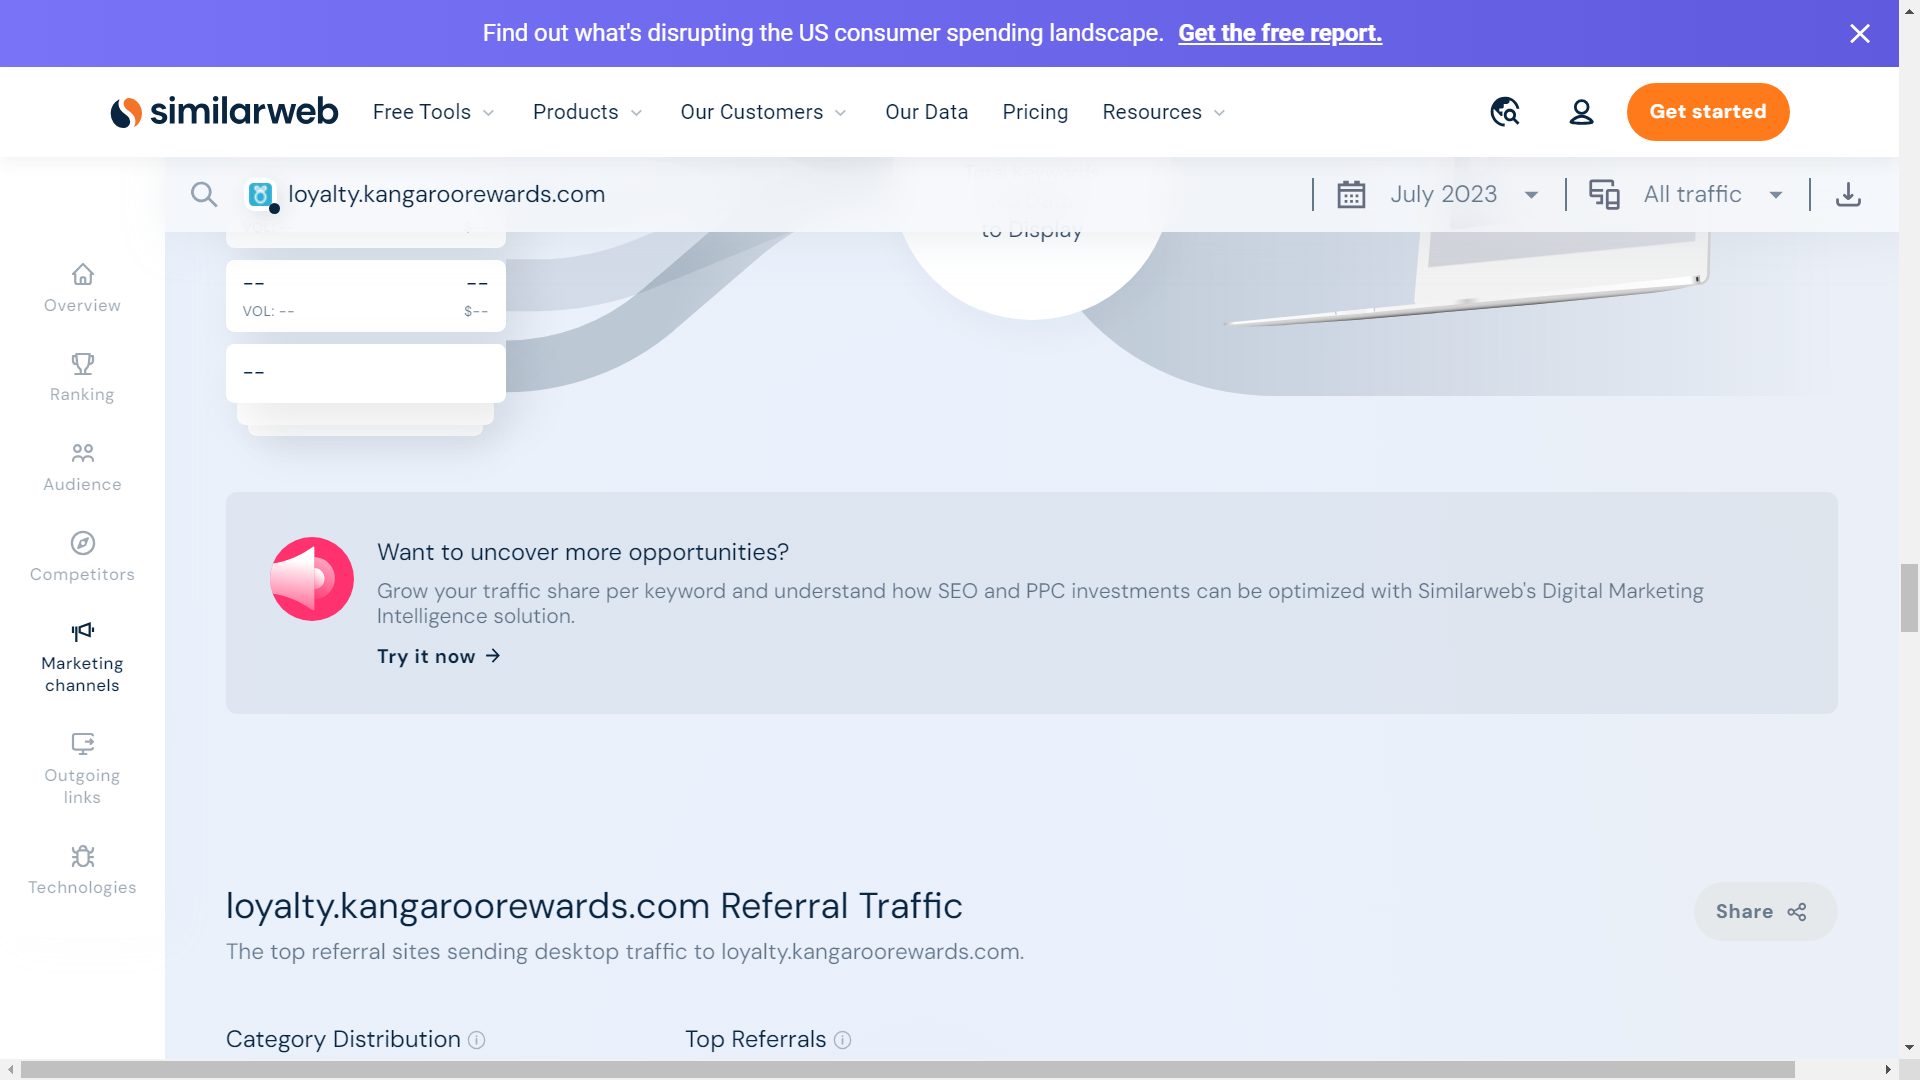 Find out what's disrupting the US consumer spending landscape. Get the free report.
similarweb Free Tools Products Our Customers Our Data Pricing Resources Get started
loyalty.kangaroorewards.com July 2023 All traffic
to Display
-- --
VOL: -- $--
--
Overview
Ranking
Audience
Competitors
Marketing
channels
Outgoing
links
Technologies
Want to uncover more opportunities?
Grow your traffic share per keyword and understand how SEO and PPC investments can be optimized with Similarweb's Digital Marketing
Intelligence solution.
Try it now →
loyalty.kangaroorewards.com Referral Traffic
Share
The top referral sites sending desktop traffic to loyalty.kangaroorewards.com.
Category Distribution Top Referrals